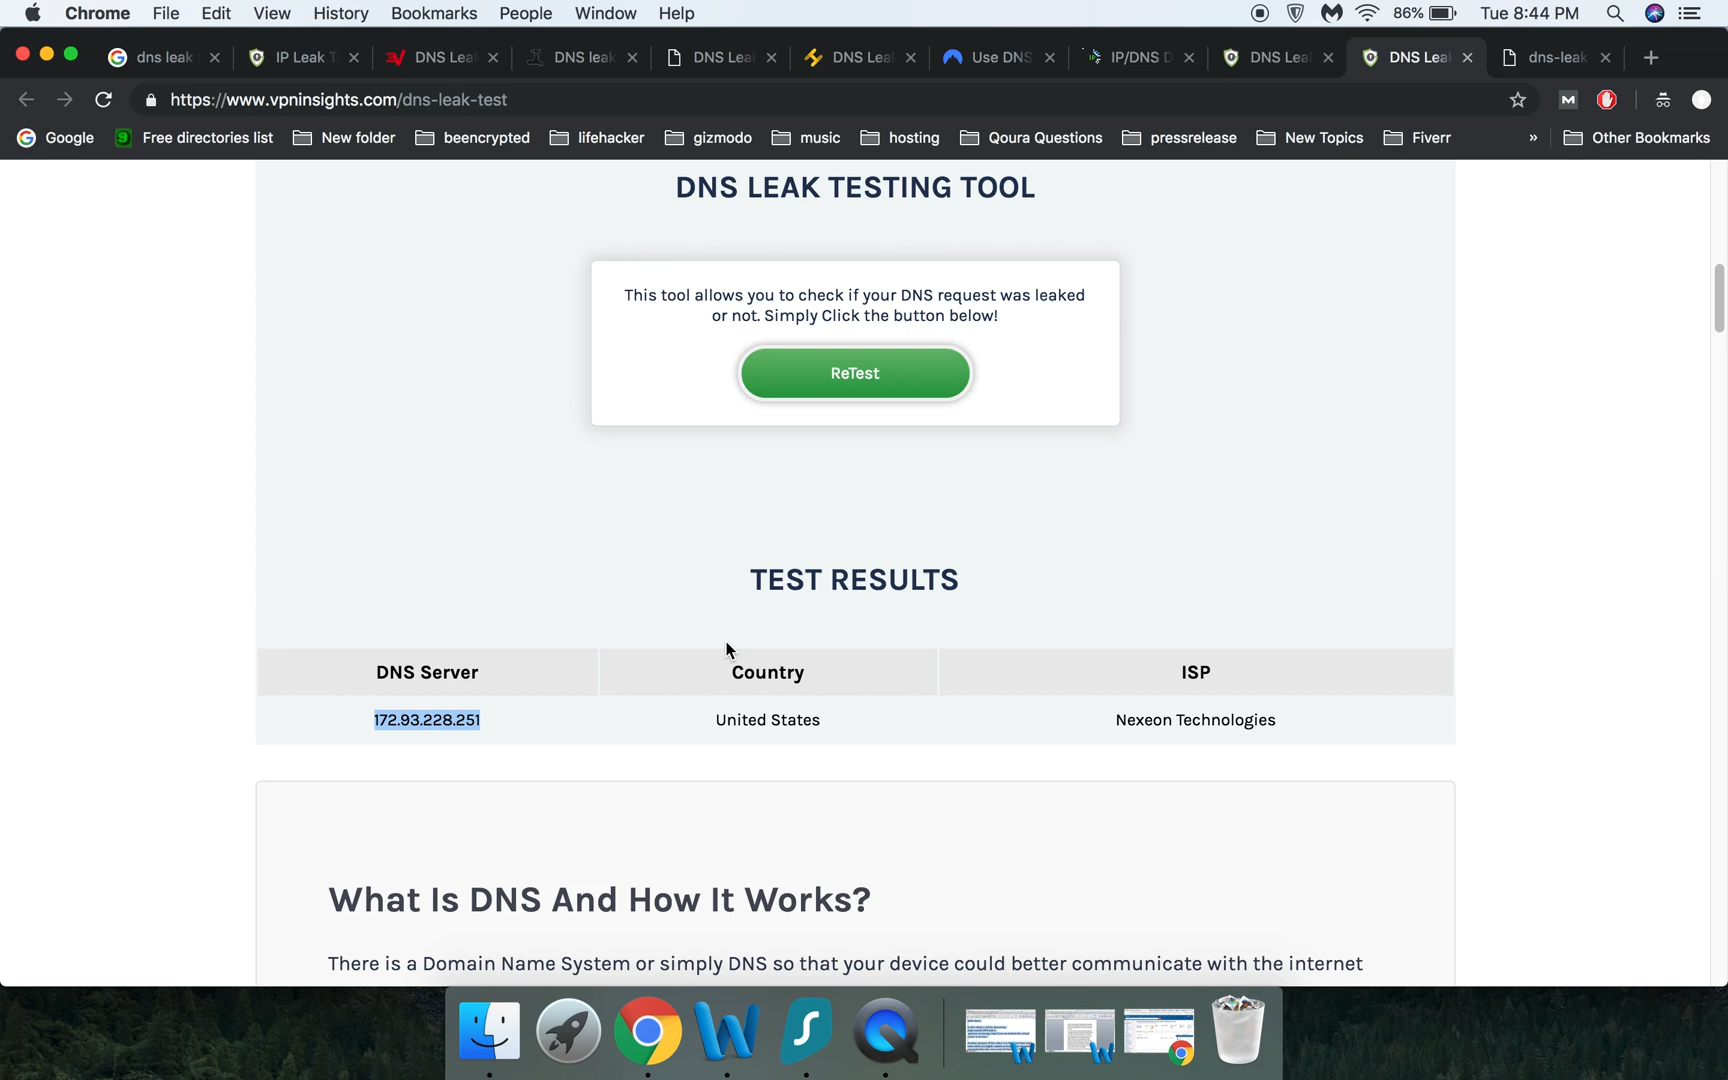 Chrome File Edit View History Bookmarks People Window Help 86% Tue 8:44 PM
dns leak IP Leak T DNS Leak DNS leak DNS Leak DNS Leak Use DNS IP/DNS D DNS Leak DNS Leak dns-leak
https://www.vpninsights.com/dns-leak-test
Google Free directories list New folder beencrypted lifehacker gizmodo music hosting Qoura Questions pressrelease New Topics Fiverr » Other Bookmarks
DNS LEAK TESTING TOOL
This tool allows you to check if your DNS request was leaked
or not. Simply Click the button below!
ReTest
TEST RESULTS
DNS Server Country ISP
172.93.228.251 United States Nexeon Technologies
What Is DNS And How It Works?
There is a Domain Name System or simply DNS so that your device could better communicate with the internet